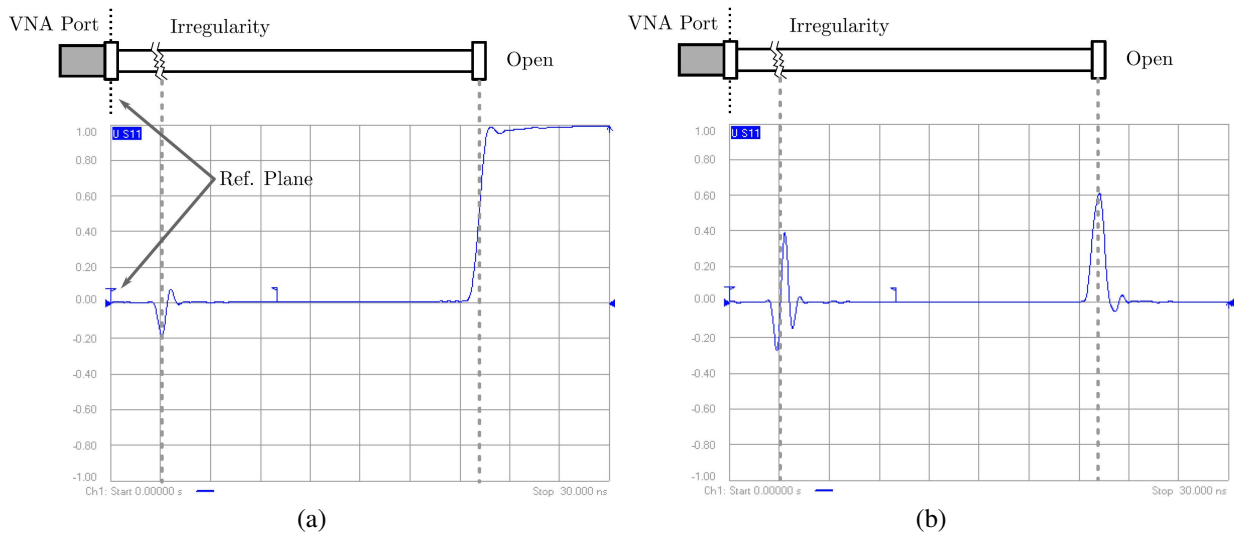 VNA Port
Irregularity
Open
U S11
1.00
0.80
0.60
0.40
0.20
0.00
-0.20
-0.40
-0.60
-0.80
-1.00
Ref. Plane
Ch1: Start 0.00000 s
Stop 30.000 ns
(a)
VNA Port
Irregularity
Open
U S11
1.00
0.80
0.60
0.40
0.20
0.00
-0.20
-0.40
-0.60
-0.80
-1.00
Ch1: Start 0.00000 s
Stop 30.000 ns
(b)